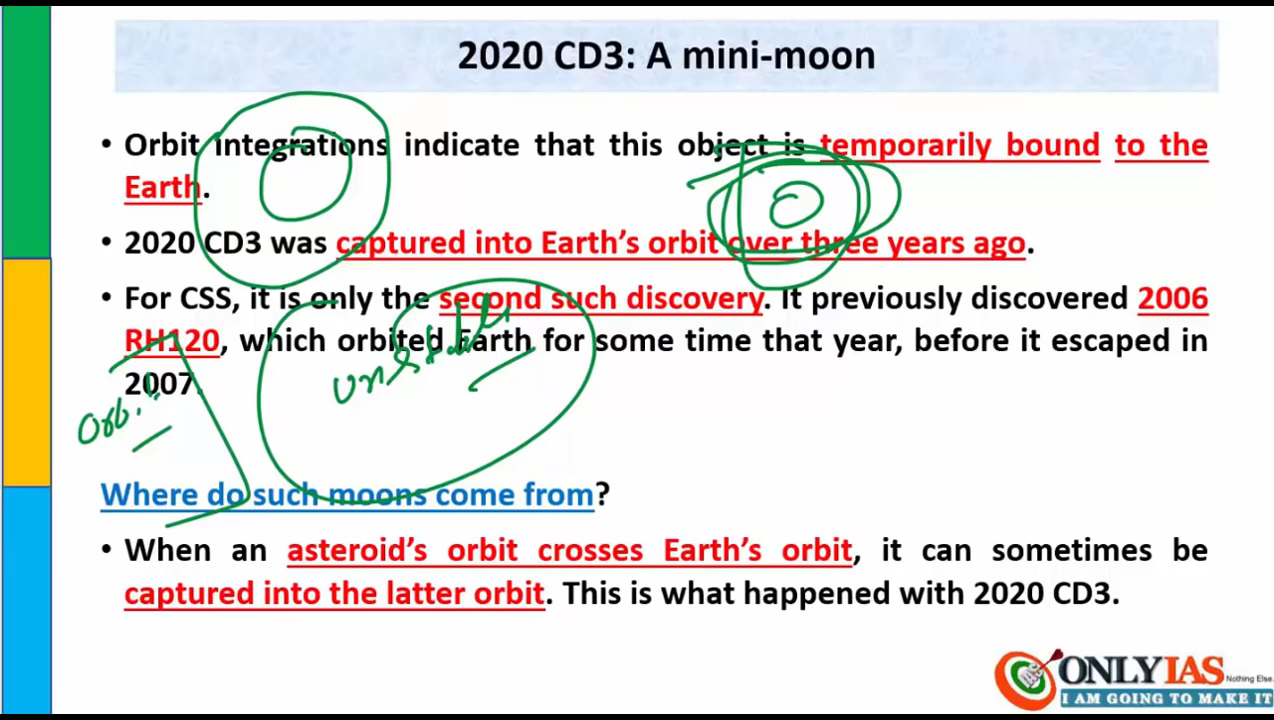 2020 CD3: A mini-moon
• Orbit integrations indicate that this object is temporarily bound to the
Earth.
• 2020 CD3 was captured into Earth’s orbit over three years ago.
• For CSS, it is only the second such discovery. It previously discovered 2006
RH120, which orbited Earth for some time that year, before it escaped in
2007.
unstable
Orbit
Where do such moons come from?
• When an asteroid’s orbit crosses Earth’s orbit, it can sometimes be
captured into the latter orbit. This is what happened with 2020 CD3.
ONLYIAS
Nothing Else.
I AM GOING TO MAKE IT